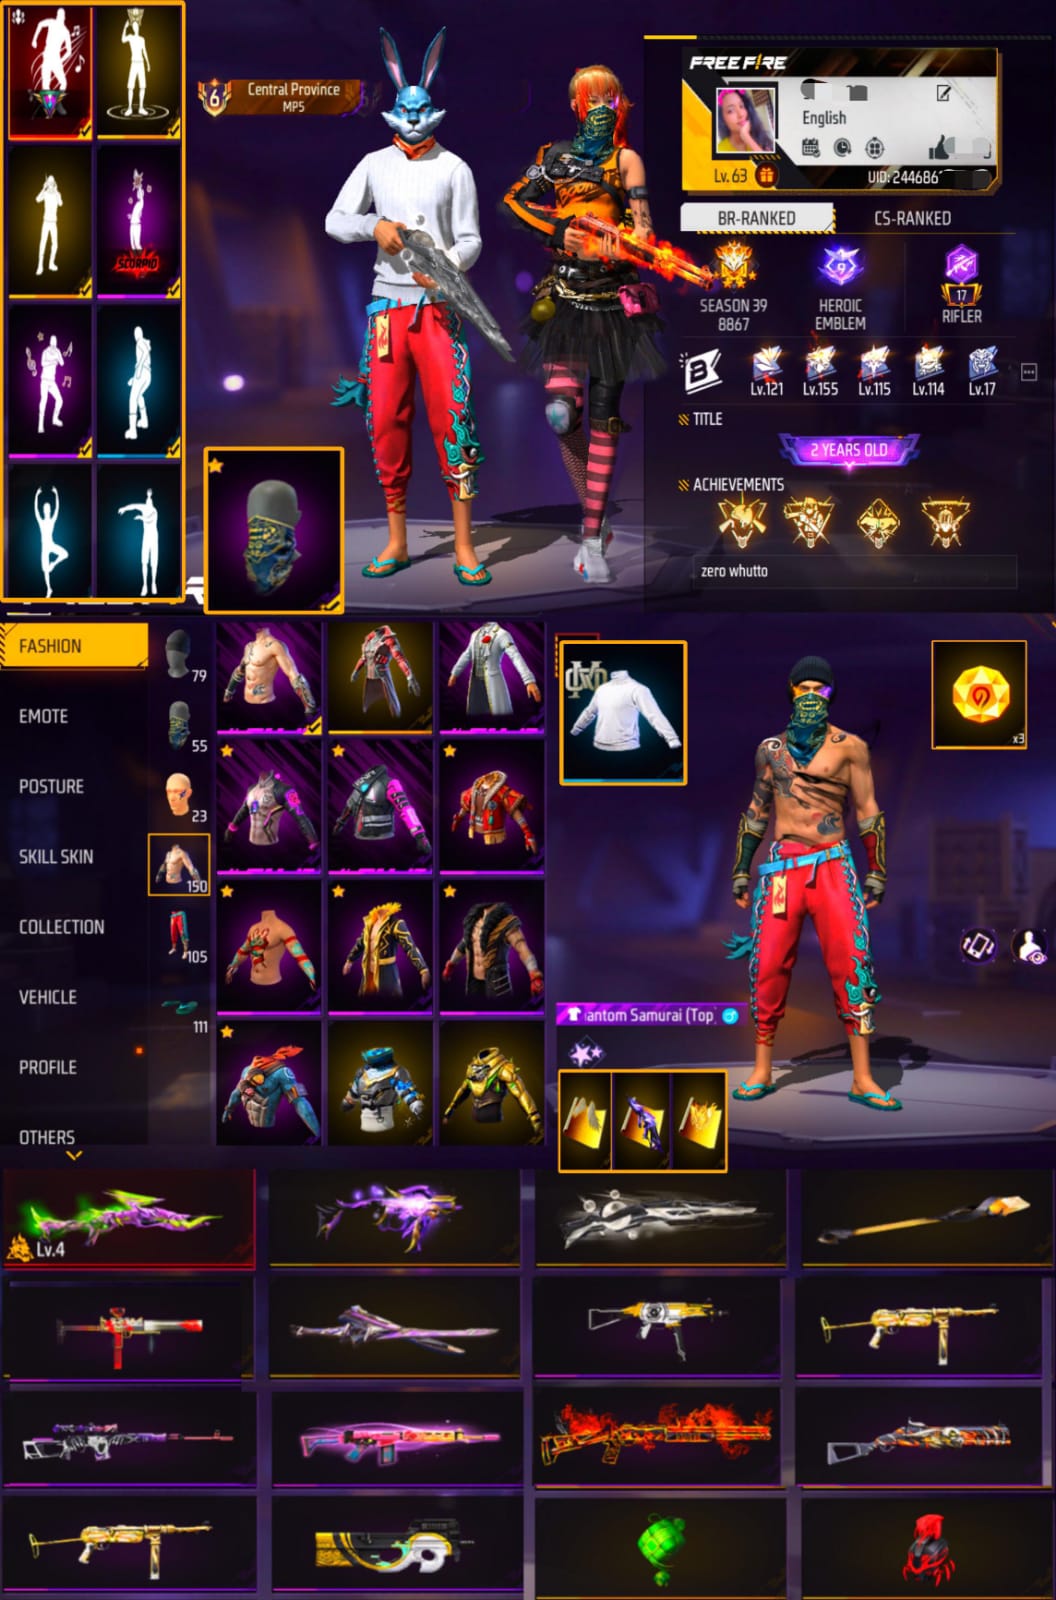 SCORPIO
6
Central Province
MP5
FREE FIRE
English
Lv. 63
UID: 244686
BR-RANKED
CS-RANKED
SEASON 39
8867
9
HEROIC
EMBLEM
17
RIFLER
B
Lv.121
Lv.155
Lv.115
Lv.114
Lv.17
TITLE
2 YEARS OLD
ACHIEVEMENTS
zero whutto
BOOM
FASHION
EMOTE
POSTURE
SKILL SKIN
COLLECTION
VEHICLE
PROFILE
OTHERS
79
55
23
150
105
111
x3
antom Samurai (Top)
Lv.4